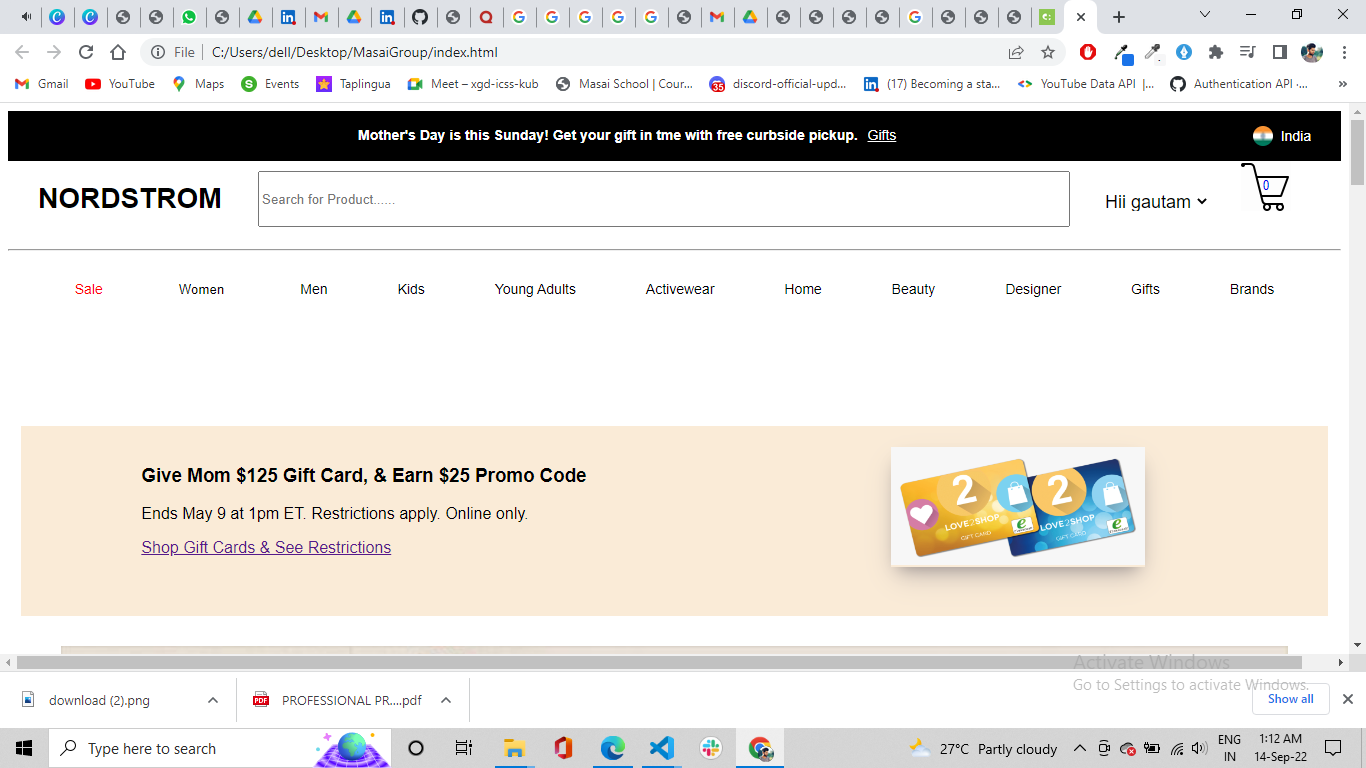 File
C:/Users/dell/Desktop/MasaiGroup/index.html
Gmail YouTube Maps Events Taplingua Meet – xgd-icss-kub Masai School | Cour... discord-official-upd... (17) Becoming a sta... YouTube Data API |... Authentication API ·...
Mother's Day is this Sunday! Get your gift in tme with free curbside pickup. Gifts
India
NORDSTROM
Search for Product......
Hii gautam
0
Sale Women Men Kids Young Adults Activewear Home Beauty Designer Gifts Brands
Give Mom $125 Gift Card, & Earn $25 Promo Code
Ends May 9 at 1pm ET. Restrictions apply. Online only.
Shop Gift Cards & See Restrictions
2 2
LOVE2SHOP LOVE2SHOP
GIFT CARD GIFT CARD
Activate Windows
Go to Settings to activate Windows.
download (2).png
PROFESSIONAL PR....pdf
Show all
Type here to search
27°C Partly cloudy
ENG
IN
1:12 AM
14-Sep-22